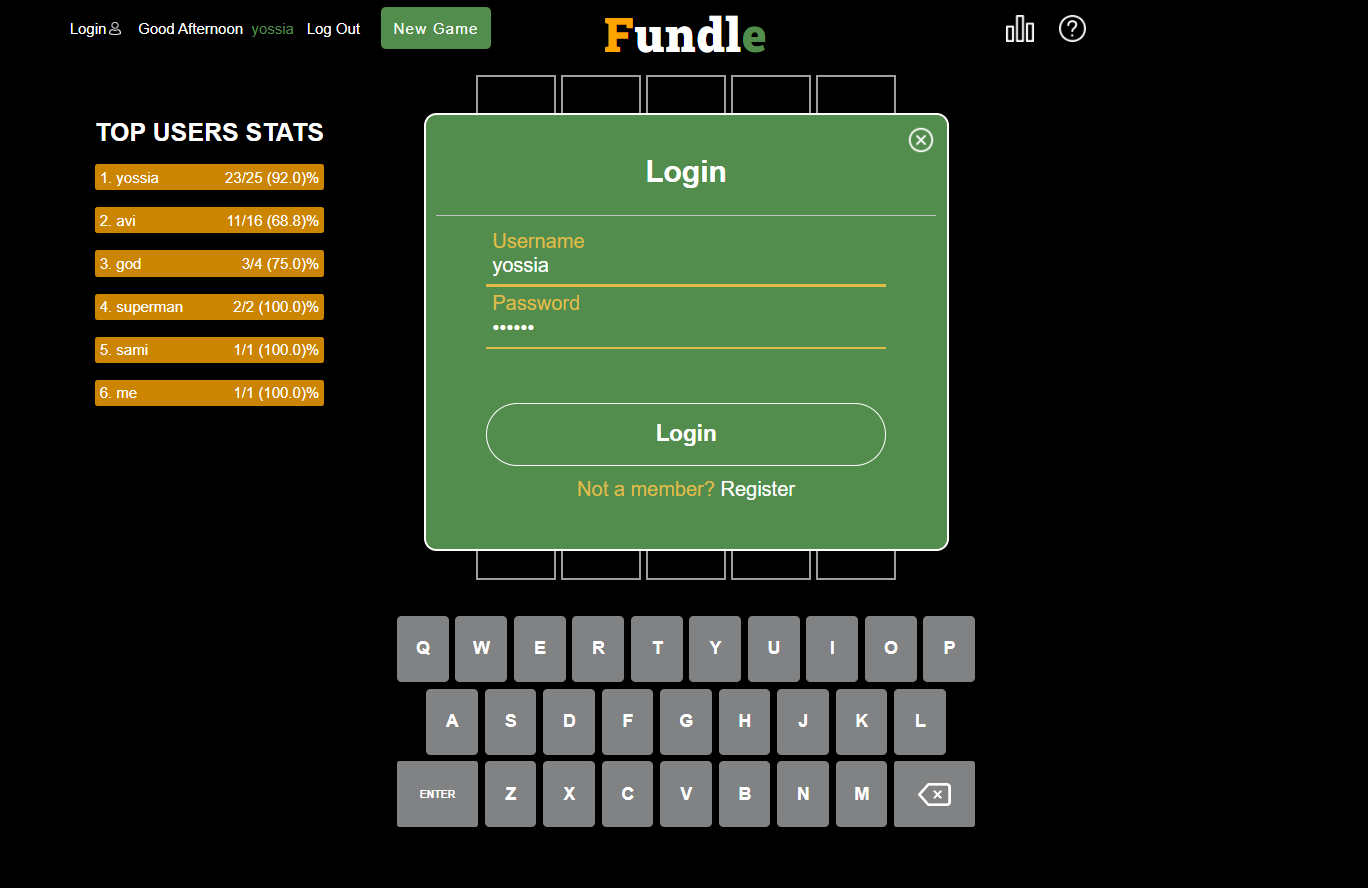 Login Good Afternoon yossia Log Out New Game
Fundle
TOP USERS STATS
1. yossia 23/25 (92.0)%
2. avi 11/16 (68.8)%
3. god 3/4 (75.0)%
4. superman 2/2 (100.0)%
5. sami 1/1 (100.0)%
6. me 1/1 (100.0)%
Login
Username
yossia
Password
••••••
Login
Not a member? Register
Q W E R T Y U I O P
A S D F G H J K L
ENTER Z X C V B N M